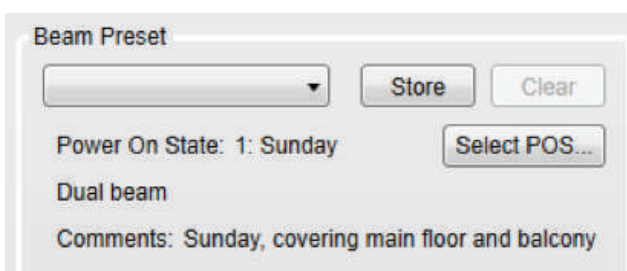 Beam Preset
Store Clear
Power On State: 1: Sunday Select POS...
Dual beam
Comments: Sunday, covering main floor and balcony